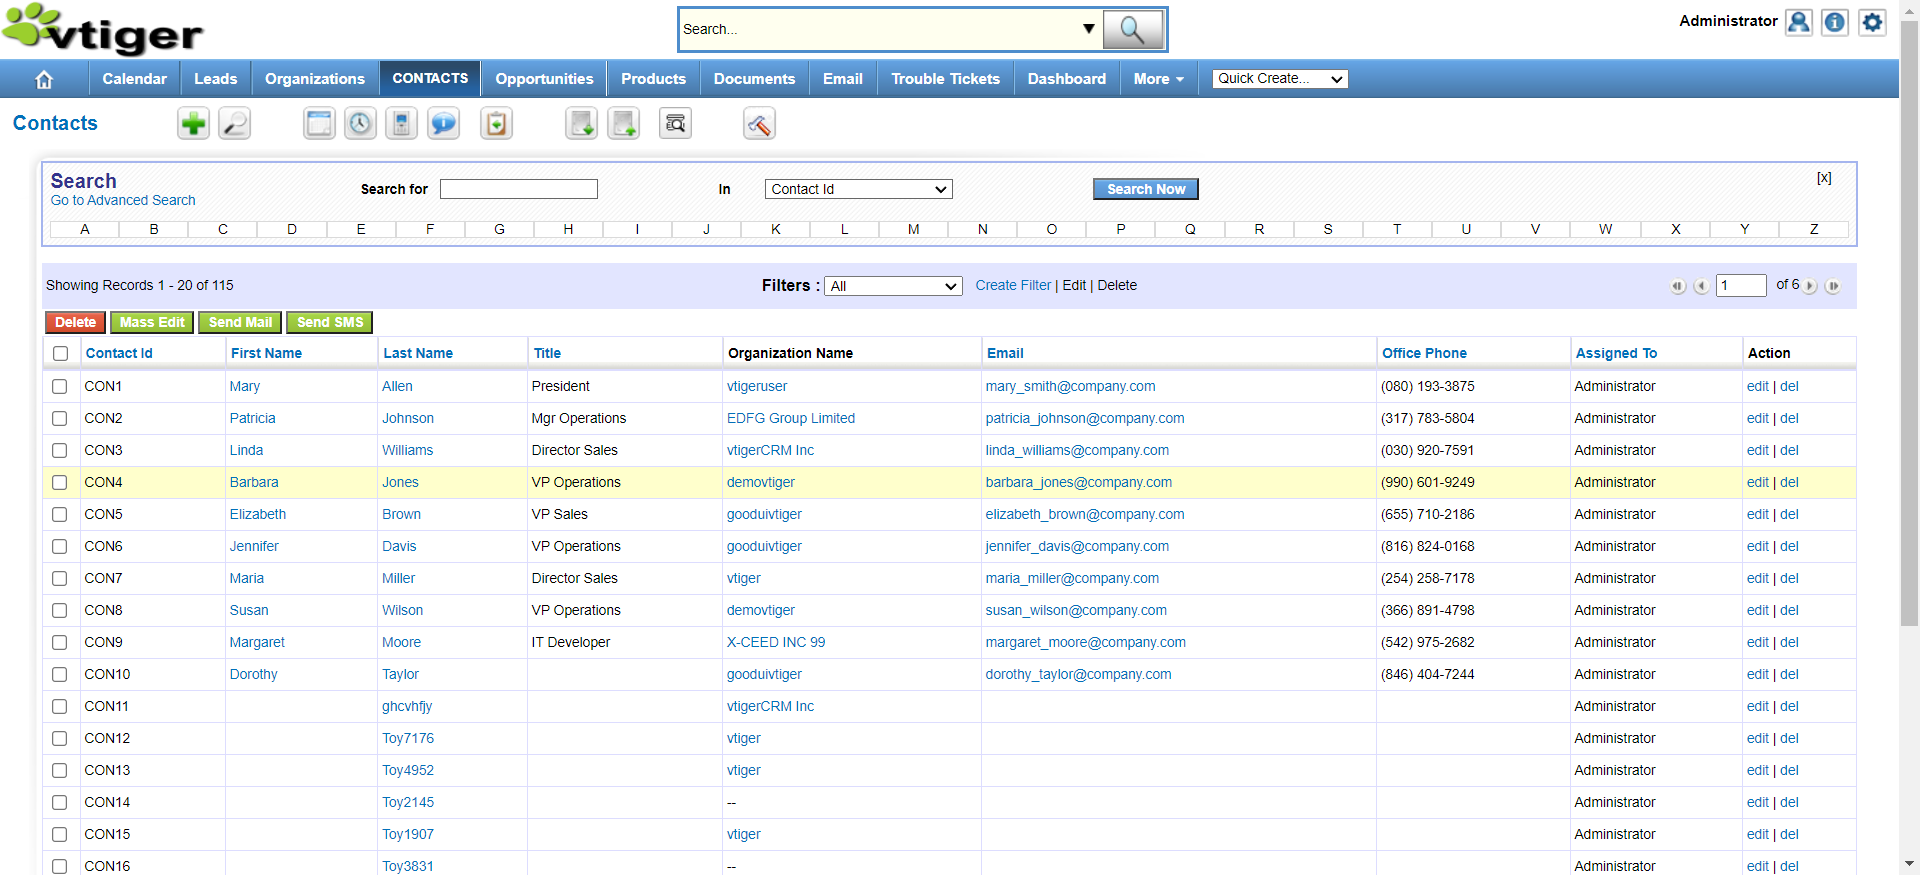 vtiger
Search...
Administrator
Calendar Leads Organizations CONTACTS Opportunities Products Documents Email Trouble Tickets Dashboard More Quick Create...
Contacts
Search
Go to Advanced Search
Search for In Contact Id Search Now [x]
A B C D E F G H I J K L M N O P Q R S T U V W X Y Z
Showing Records 1 - 20 of 115 Filters : All Create Filter | Edit | Delete 1 of 6
Delete Mass Edit Send Mail Send SMS
Contact Id First Name Last Name Title Organization Name Email Office Phone Assigned To Action
CON1 Mary Allen President vtigeruser mary_smith@company.com (080) 193-3875 Administrator edit | del
CON2 Patricia Johnson Mgr Operations EDFG Group Limited patricia_johnson@company.com (317) 783-5804 Administrator edit | del
CON3 Linda Williams Director Sales vtigerCRM Inc linda_williams@company.com (030) 920-7591 Administrator edit | del
CON4 Barbara Jones VP Operations demovtiger barbara_jones@company.com (990) 601-9249 Administrator edit | del
CON5 Elizabeth Brown VP Sales gooduivtiger elizabeth_brown@company.com (655) 710-2186 Administrator edit | del
CON6 Jennifer Davis VP Operations gooduivtiger jennifer_davis@company.com (816) 824-0168 Administrator edit | del
CON7 Maria Miller Director Sales vtiger maria_miller@company.com (254) 258-7178 Administrator edit | del
CON8 Susan Wilson VP Operations demovtiger susan_wilson@company.com (366) 891-4798 Administrator edit | del
CON9 Margaret Moore IT Developer X-CEED INC 99 margaret_moore@company.com (542) 975-2682 Administrator edit | del
CON10 Dorothy Taylor gooduivtiger dorothy_taylor@company.com (846) 404-7244 Administrator edit | del
CON11 ghcvhfjy vtigerCRM Inc Administrator edit | del
CON12 Toy7176 vtiger Administrator edit | del
CON13 Toy4952 vtiger Administrator edit | del
CON14 Toy2145 -- Administrator edit | del
CON15 Toy1907 vtiger Administrator edit | del
CON16 Toy3831 -- Administrator edit | del